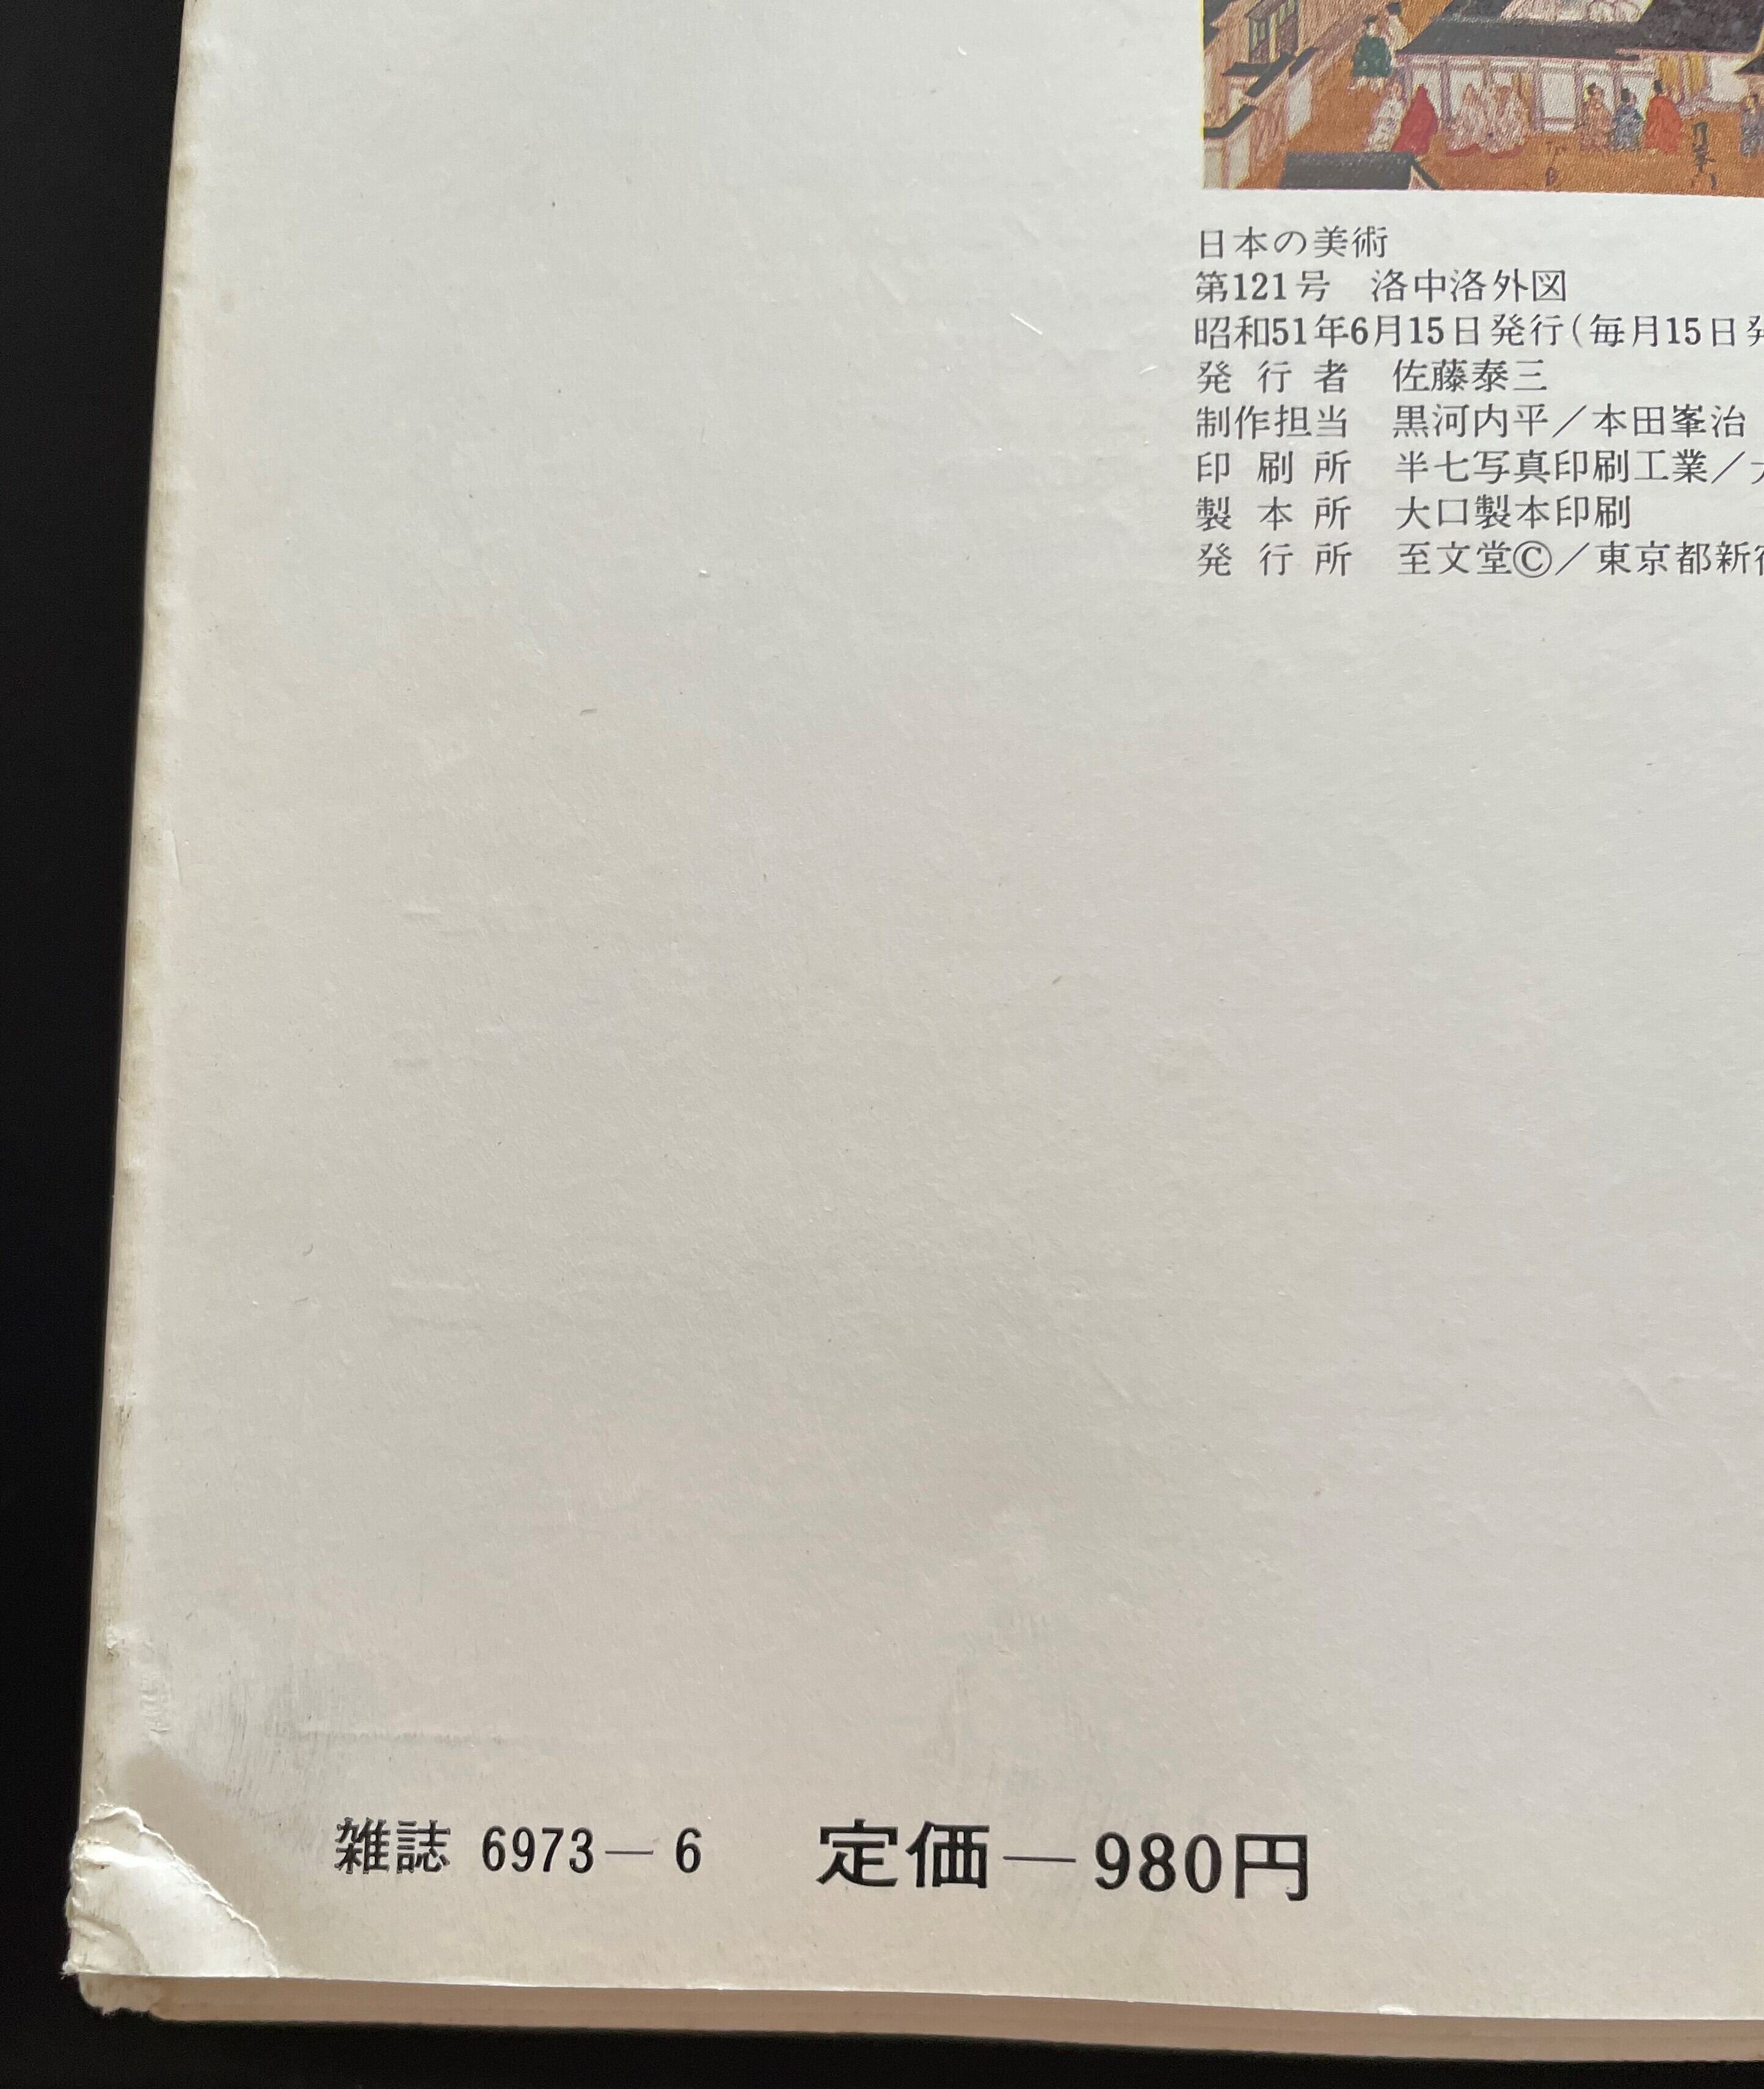 日本の美術
第121号　洛中洛外図
昭和51年6月15日発行(毎月15日発
発行者　佐藤泰三
制作担当　黒河内平／本田峯治
印刷所　半七写真印刷工業／
製本所　大口製本印刷
発行所　至文堂Ⓒ／東京都新宿
雑誌 6973—6　定価—980円